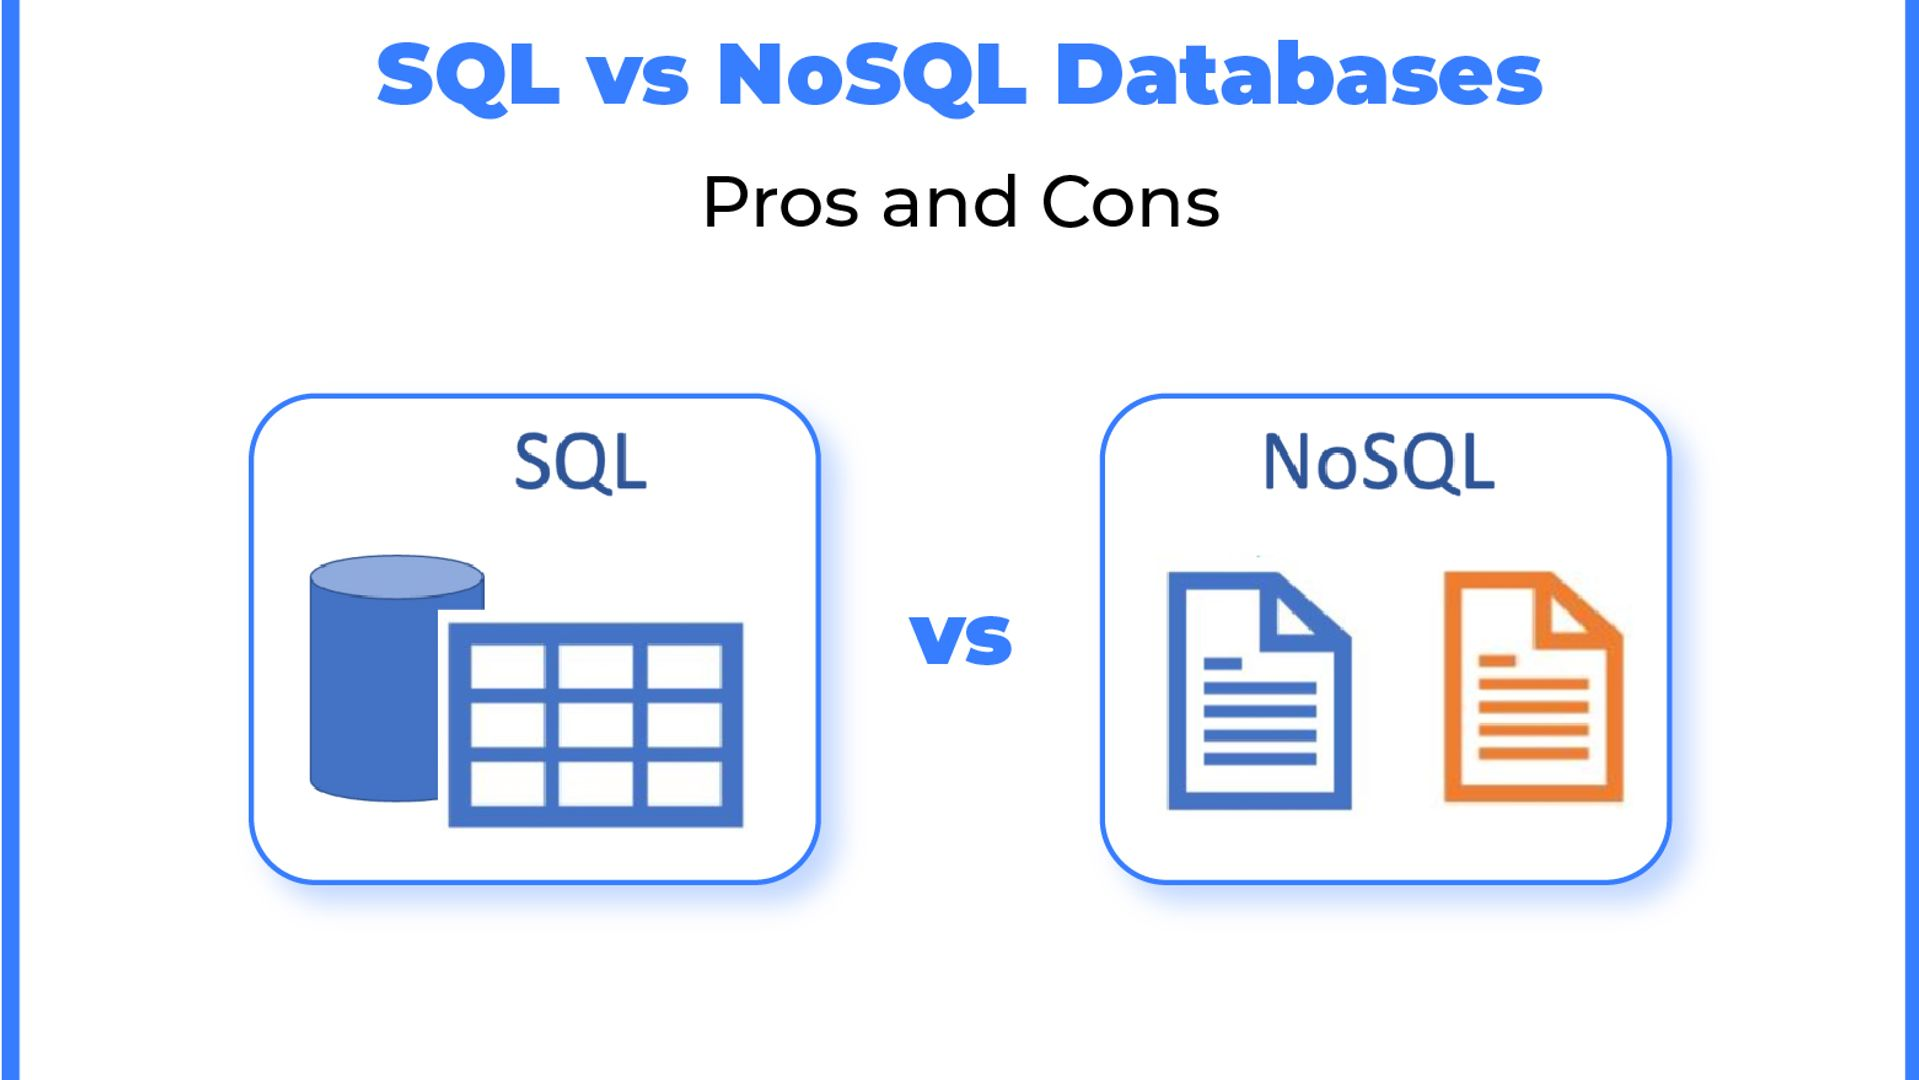 SQL vs NoSQL Databases
Pros and Cons
SQL
vs
NoSQL